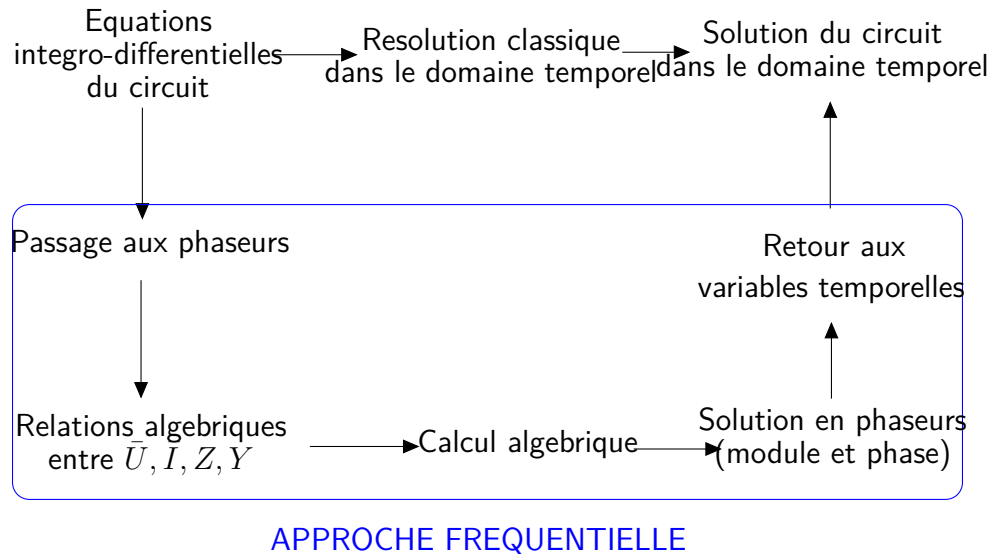 Equations
integro-differentielles
du circuit
Resolution classique
dans le domaine temporel
Solution du circuit
dans le domaine temporel
Passage aux phaseurs
Retour aux
variables temporelles
Relations algebriques
entre Ū, I, Z, Y
Calcul algebrique
Solution en phaseurs
(module et phase)
APPROCHE FREQUENTIELLE